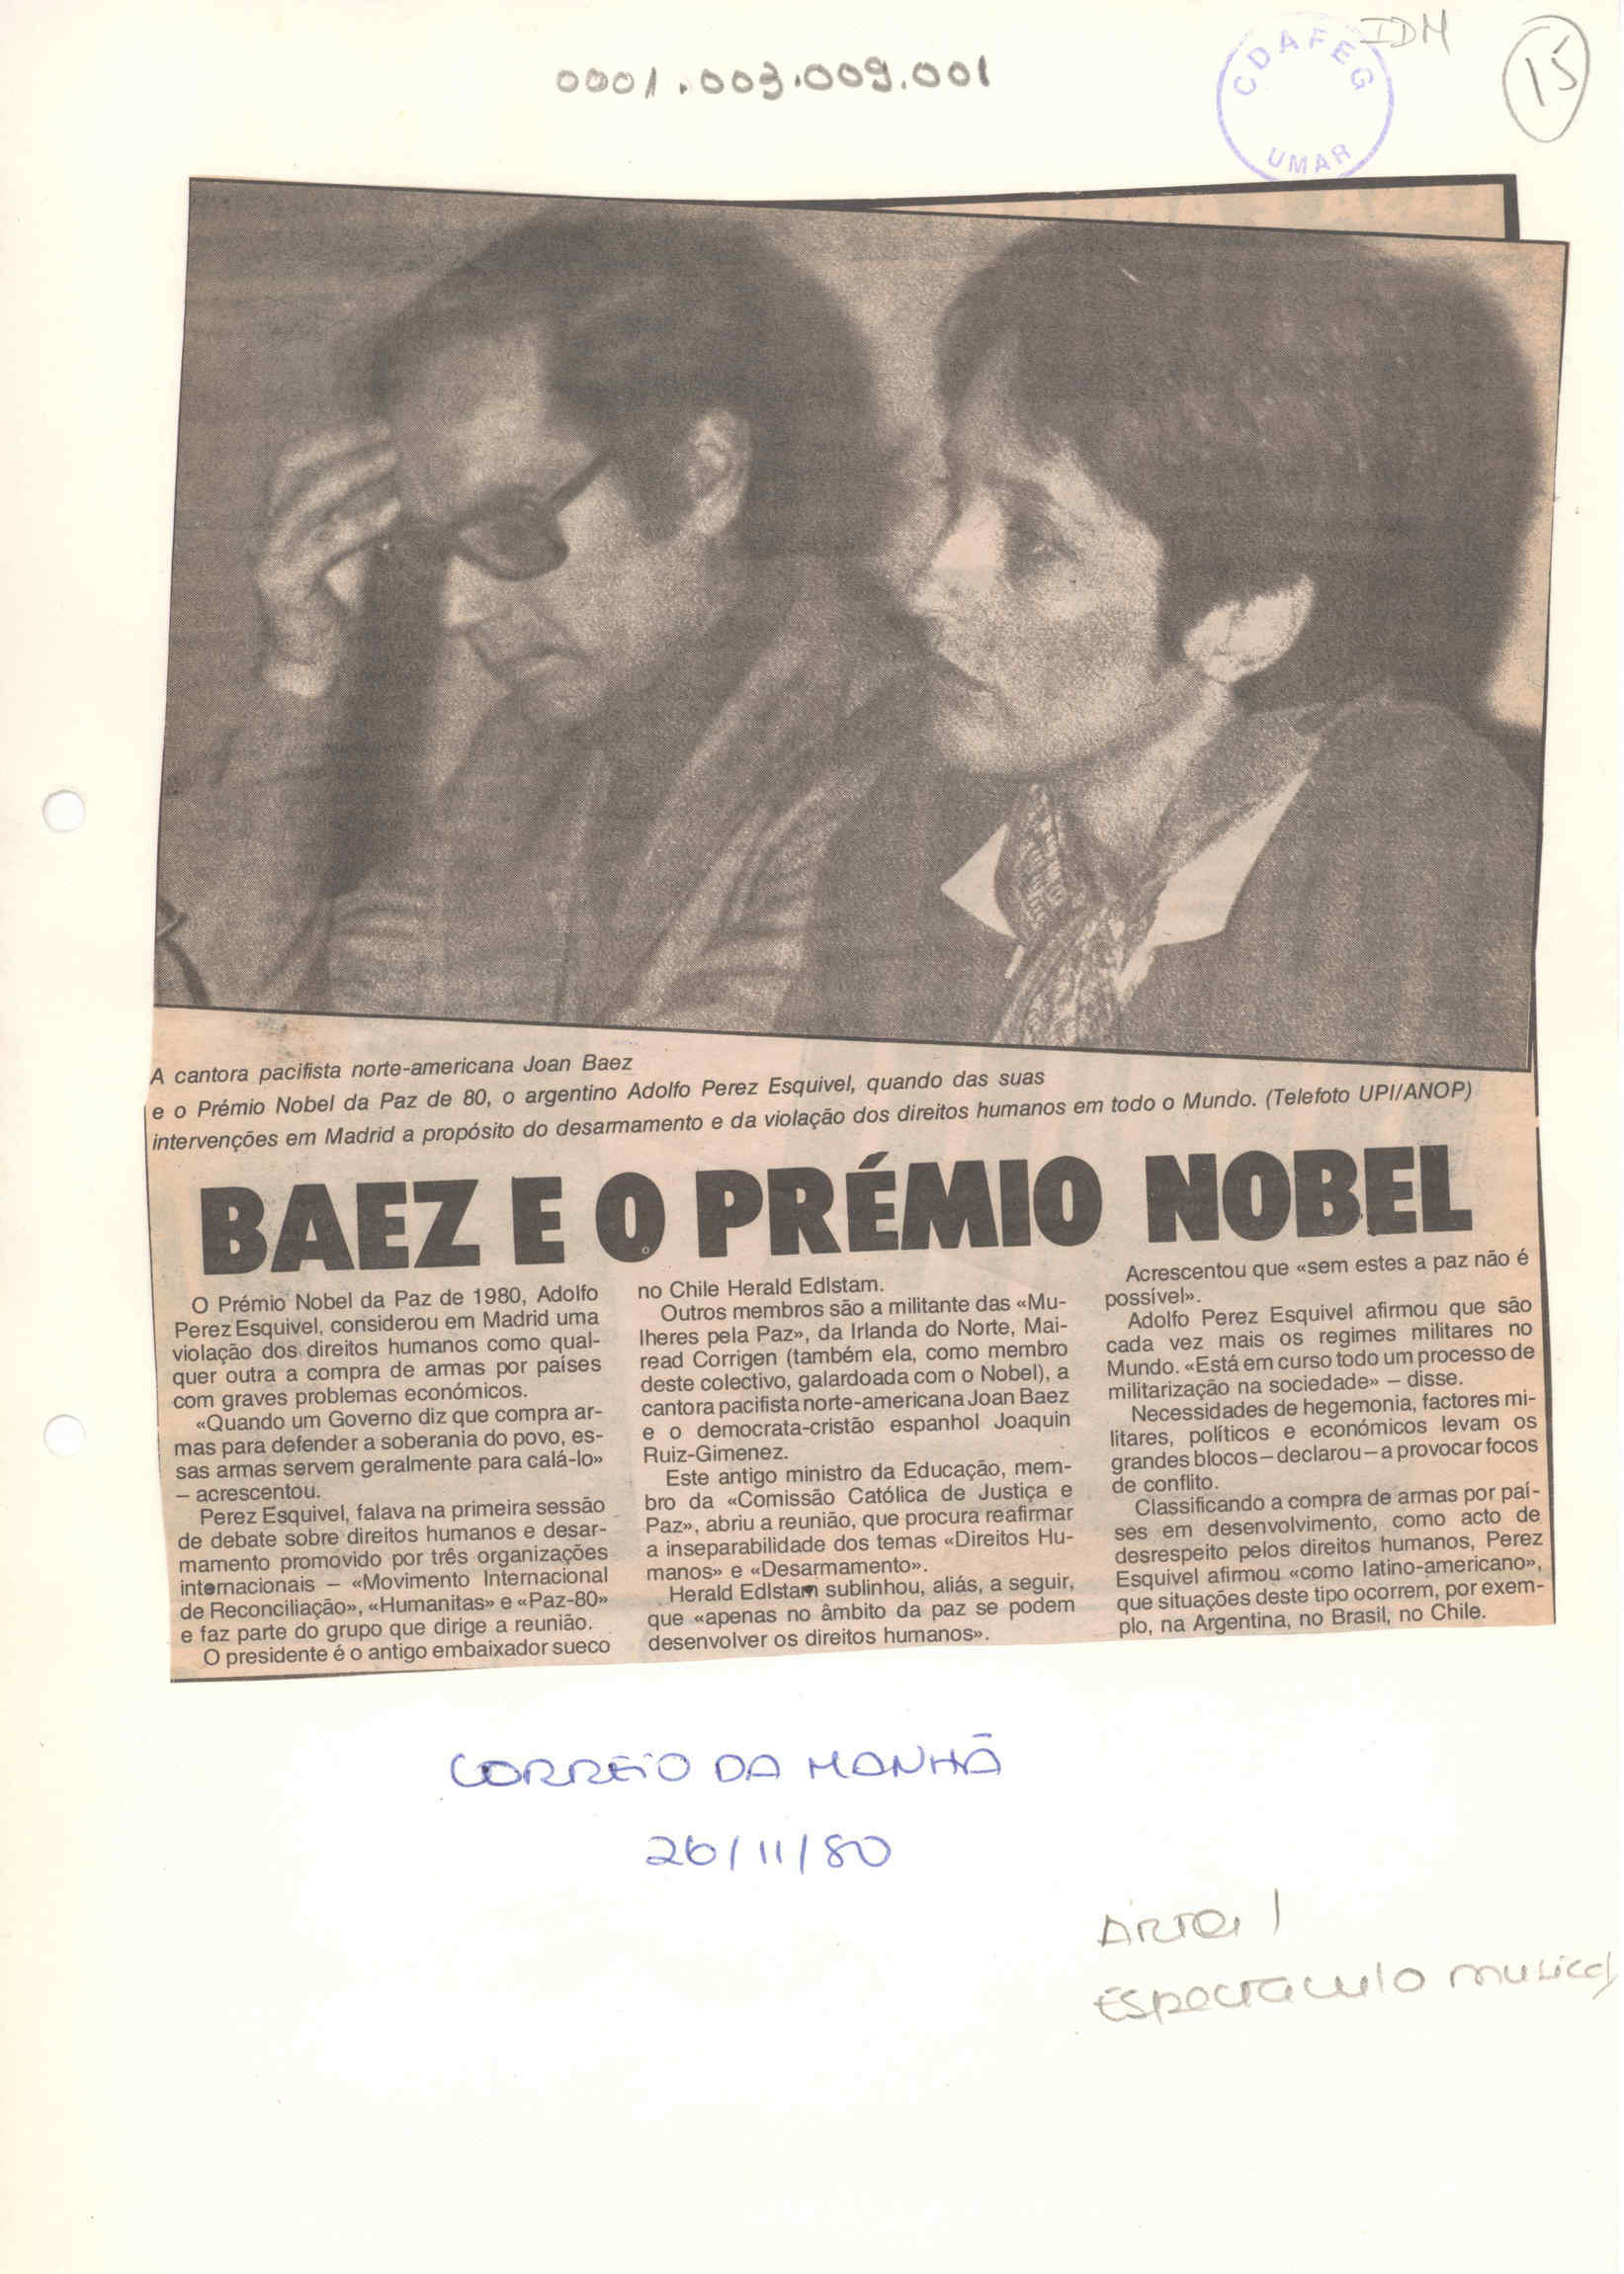 0001.003.009.001
CDAFEG
UMAR
IDM
15
A cantora pacifista norte-americana Joan Baez
e o Prémio Nobel da Paz de 80, o argentino Adolfo Perez Esquivel, quando das suas
intervenções em Madrid a propósito do desarmamento e da violação dos direitos humanos em todo o Mundo. (Telefoto UPI/ANOP)
BAEZ E O PRÉMIO NOBEL
O Prémio Nobel da Paz de 1980, Adolfo
Perez Esquivel, considerou em Madrid uma
violação dos direitos humanos como qual-
quer outra a compra de armas por países
com graves problemas económicos.
«Quando um Governo diz que compra ar-
mas para defender a soberania do povo, es-
sas armas servem geralmente para calá-lo»
– acrescentou.
Perez Esquivel, falava na primeira sessão
de debate sobre direitos humanos e desar-
mamento promovido por três organizações
internacionais – «Movimento Internacional
de Reconciliação», «Humanitas» e «Paz-80»
e faz parte do grupo que dirige a reunião.
O presidente é o antigo embaixador sueco
no Chile Herald Edlstam.
Outros membros são a militante das «Mu-
lheres pela Paz», da Irlanda do Norte, Mai-
read Corrigen (também ela, como membro
deste colectivo, galardoada com o Nobel), a
cantora pacifista norte-americana Joan Baez
e o democrata-cristão espanhol Joaquin
Ruiz-Gimenez.
Este antigo ministro da Educação, mem-
bro da «Comissão Católica de Justiça e
Paz», abriu a reunião, que procura reafirmar
a inseparabilidade dos temas «Direitos Hu-
manos» e «Desarmamento».
Herald Edlstam sublinhou, aliás, a seguir,
que «apenas no âmbito da paz se podem
desenvolver os direitos humanos».
Acrescentou que «sem estes a paz não é
possível».
Adolfo Perez Esquivel afirmou que são
cada vez mais os regimes militares no
Mundo. «Está em curso todo um processo de
militarização na sociedade» – disse.
Necessidades de hegemonia, factores mi-
litares, políticos e económicos levam os
grandes blocos – declarou – a provocar focos
de conflito.
Classificando a compra de armas por paí-
ses em desenvolvimento, como acto de
desrespeito pelos direitos humanos, Perez
Esquivel afirmou «como latino-americano»,
que situações deste tipo ocorrem, por exem-
plo, na Argentina, no Brasil, no Chile.
CORREIO DA MANHÃ
26/11/80
Espectaculo musical